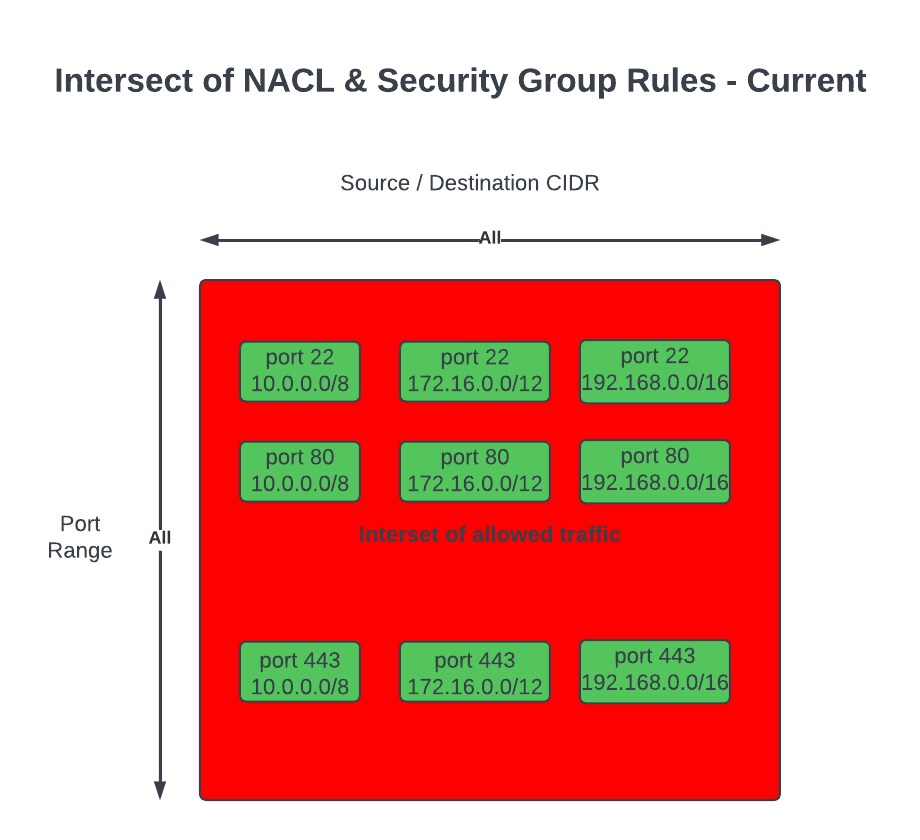 Intersect of NACL & Security Group Rules - Current
Source / Destination CIDR
All
port 22
10.0.0.0/8
port 22
172.16.0.0/12
port 22
192.168.0.0/16
port 80
10.0.0.0/8
port 80
172.16.0.0/12
port 80
192.168.0.0/16
Port
Range
All
Interset of allowed traffic
port 443
10.0.0.0/8
port 443
172.16.0.0/12
port 443
192.168.0.0/16